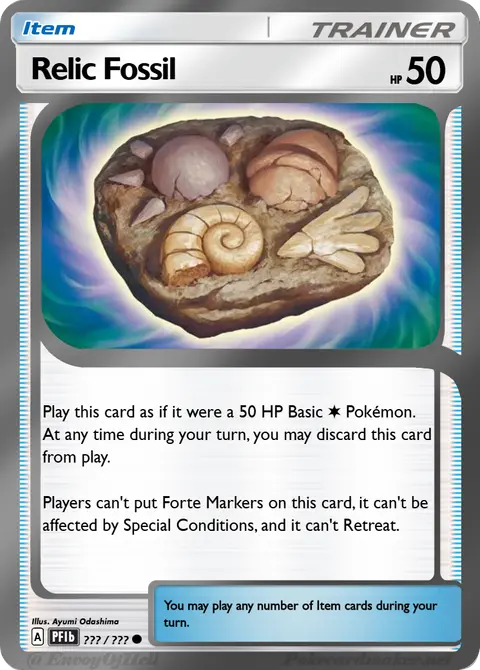 Item
TRAINER
Relic Fossil
HP 50
Play this card as if it were a 50 HP Basic Pokémon.
At any time during your turn, you may discard this card
from play.
Players can't put Forte Markers on this card, it can't be
affected by Special Conditions, and it can't Retreat.
You may play any number of Item cards during your
turn.
Illus. Ayumi Odashima
A PFIb ??? / ???
@ EnvoyOfHell